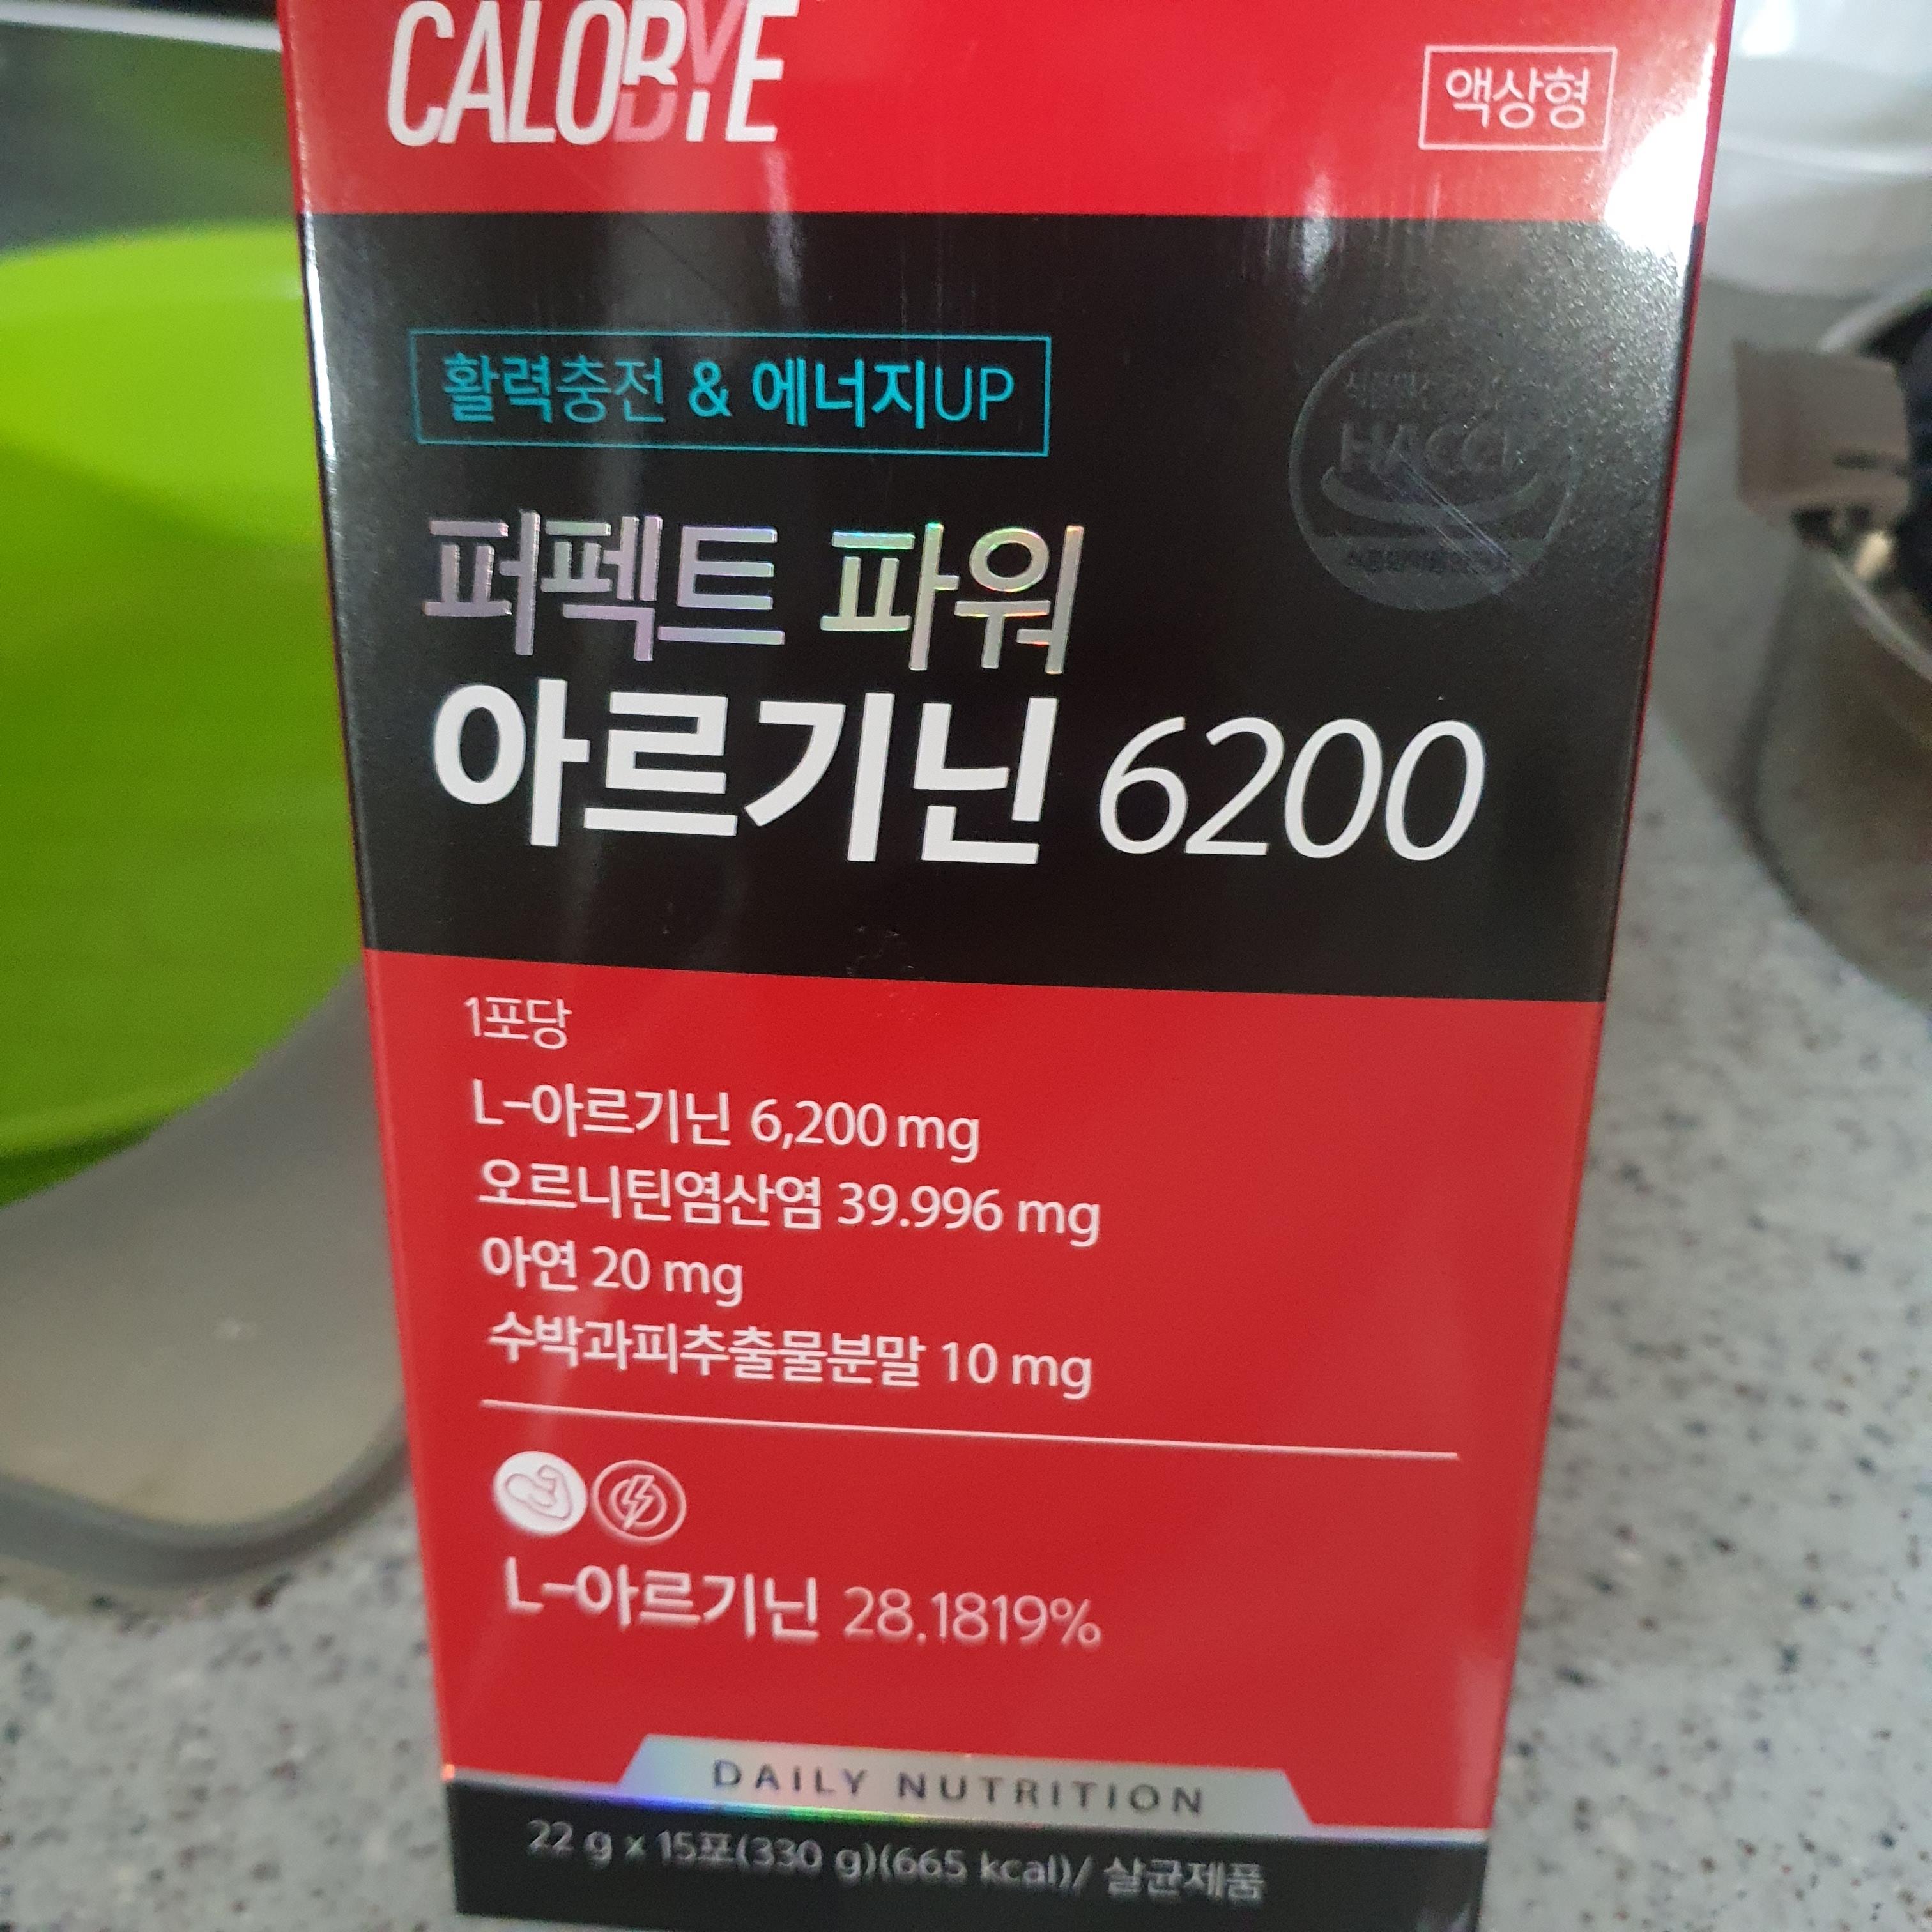 CALOBYE
액상형
활력충전 & 에너지UP
HACCP
퍼펙트 파워
아르기닌 6200
1포당
L-아르기닌 6,200 mg
오르니틴염산염 39.996 mg
아연 20 mg
수박과피추출물분말 10 mg
L-아르기닌 28.1819%
DAILY NUTRITION
22 g x 15포(330 g)(665 kcal)/ 살균제품